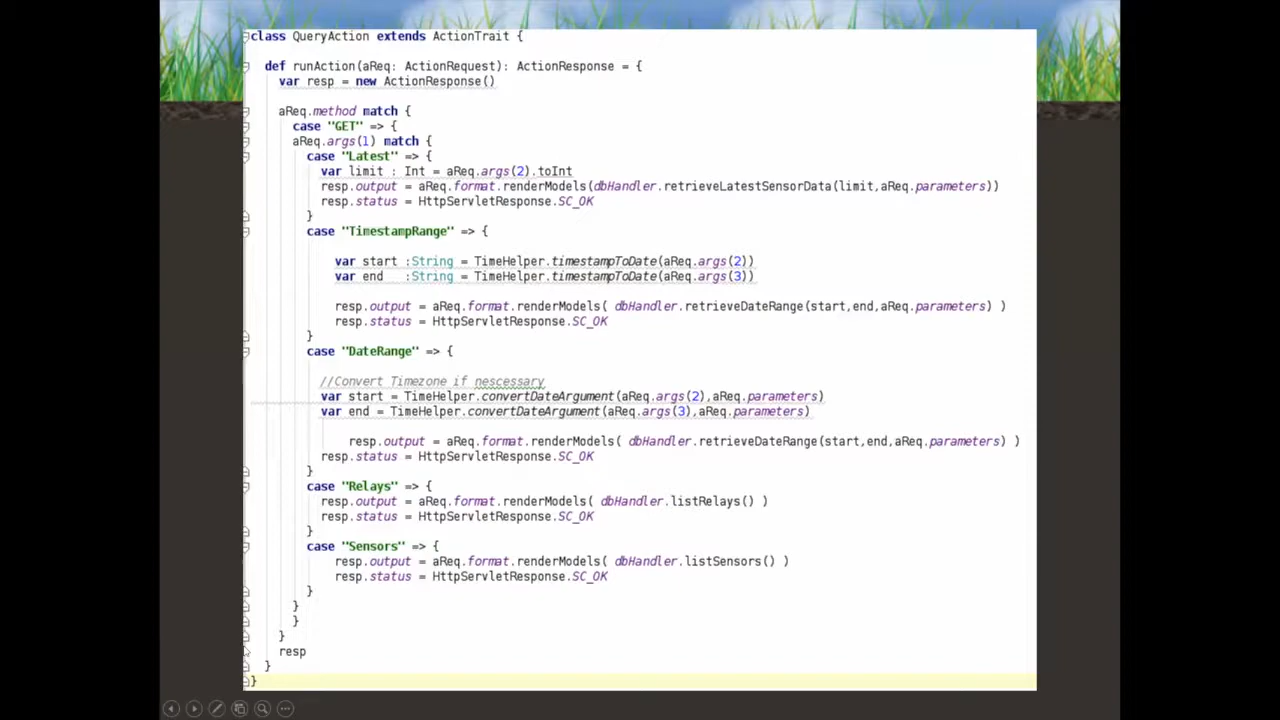 class QueryAction extends ActionTrait {
def runAction(aReq: ActionRequest): ActionResponse = {
var resp = new ActionResponse()
aReq.method match {
case "GET" => {
aReq.args(1) match {
case "Latest" => {
var limit : Int = aReq.args(2).toInt
resp.output = aReq.format.renderModels(dbHandler.retrieveLatestSensorData(limit,aReq.parameters))
resp.status = HttpServletResponse.SC_OK
}
case "TimestampRange" => {
var start :String = TimeHelper.timestampToDate(aReq.args(2))
var end :String = TimeHelper.timestampToDate(aReq.args(3))
resp.output = aReq.format.renderModels( dbHandler.retrieveDateRange(start,end,aReq.parameters) )
resp.status = HttpServletResponse.SC_OK
}
case "DateRange" => {
//Convert Timezone if nescessary
var start = TimeHelper.convertDateArgument(aReq.args(2),aReq.parameters)
var end = TimeHelper.convertDateArgument(aReq.args(3),aReq.parameters)
resp.output = aReq.format.renderModels( dbHandler.retrieveDateRange(start,end,aReq.parameters) )
resp.status = HttpServletResponse.SC_OK
}
case "Relays" => {
resp.output = aReq.format.renderModels( dbHandler.listRelays() )
resp.status = HttpServletResponse.SC_OK
}
case "Sensors" => {
resp.output = aReq.format.renderModels( dbHandler.listSensors() )
resp.status = HttpServletResponse.SC_OK
}
}
}
}
resp
}
}